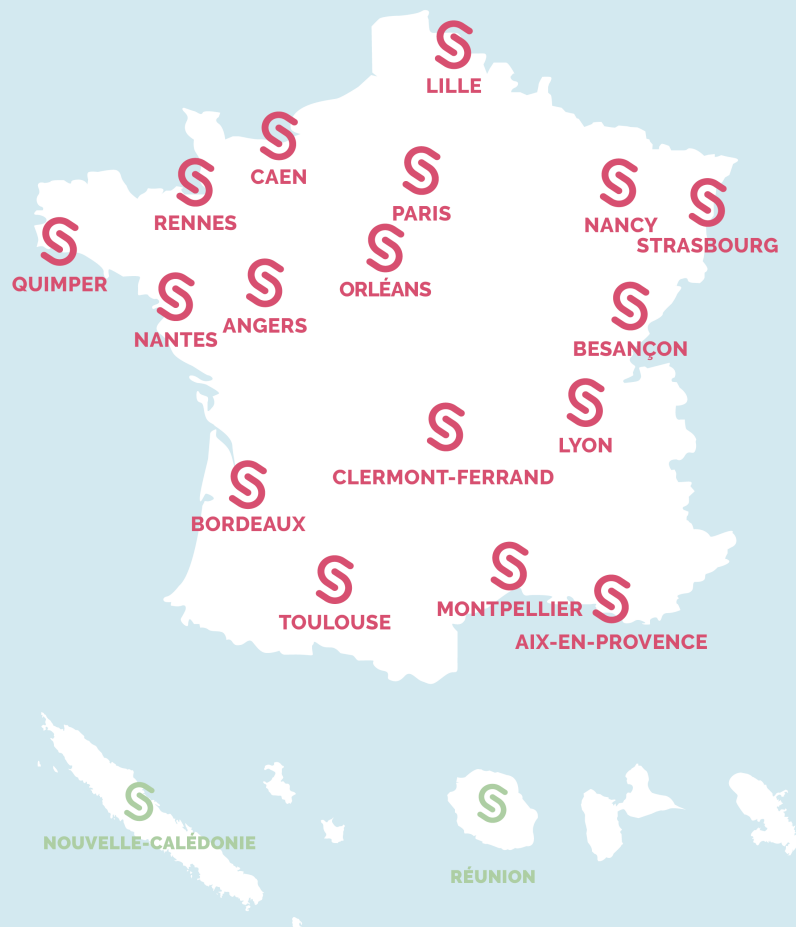 LILLE
CAEN
PARIS
RENNES
NANCY
STRASBOURG
QUIMPER
ORLÉANS
ANGERS
NANTES
BESANÇON
LYON
CLERMONT-FERRAND
BORDEAUX
MONTPELLIER
TOULOUSE
AIX-EN-PROVENCE
NOUVELLE-CALÉDONIE
RÉUNION